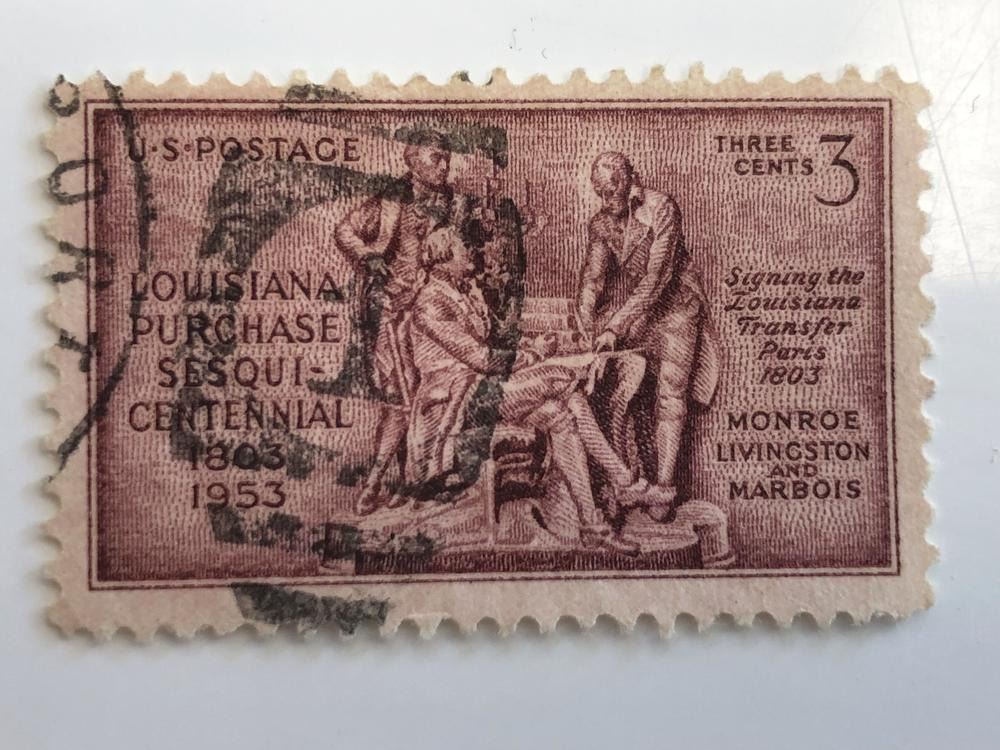 U·S·POSTAGE
THREE
CENTS 3
LOUISIANA
PURCHASE
SESQUI-
CENTENNIAL
1803
1953
Signing the
Louisiana
Transfer
Paris
1803
MONROE
LIVINGSTON
AND
MARBOIS